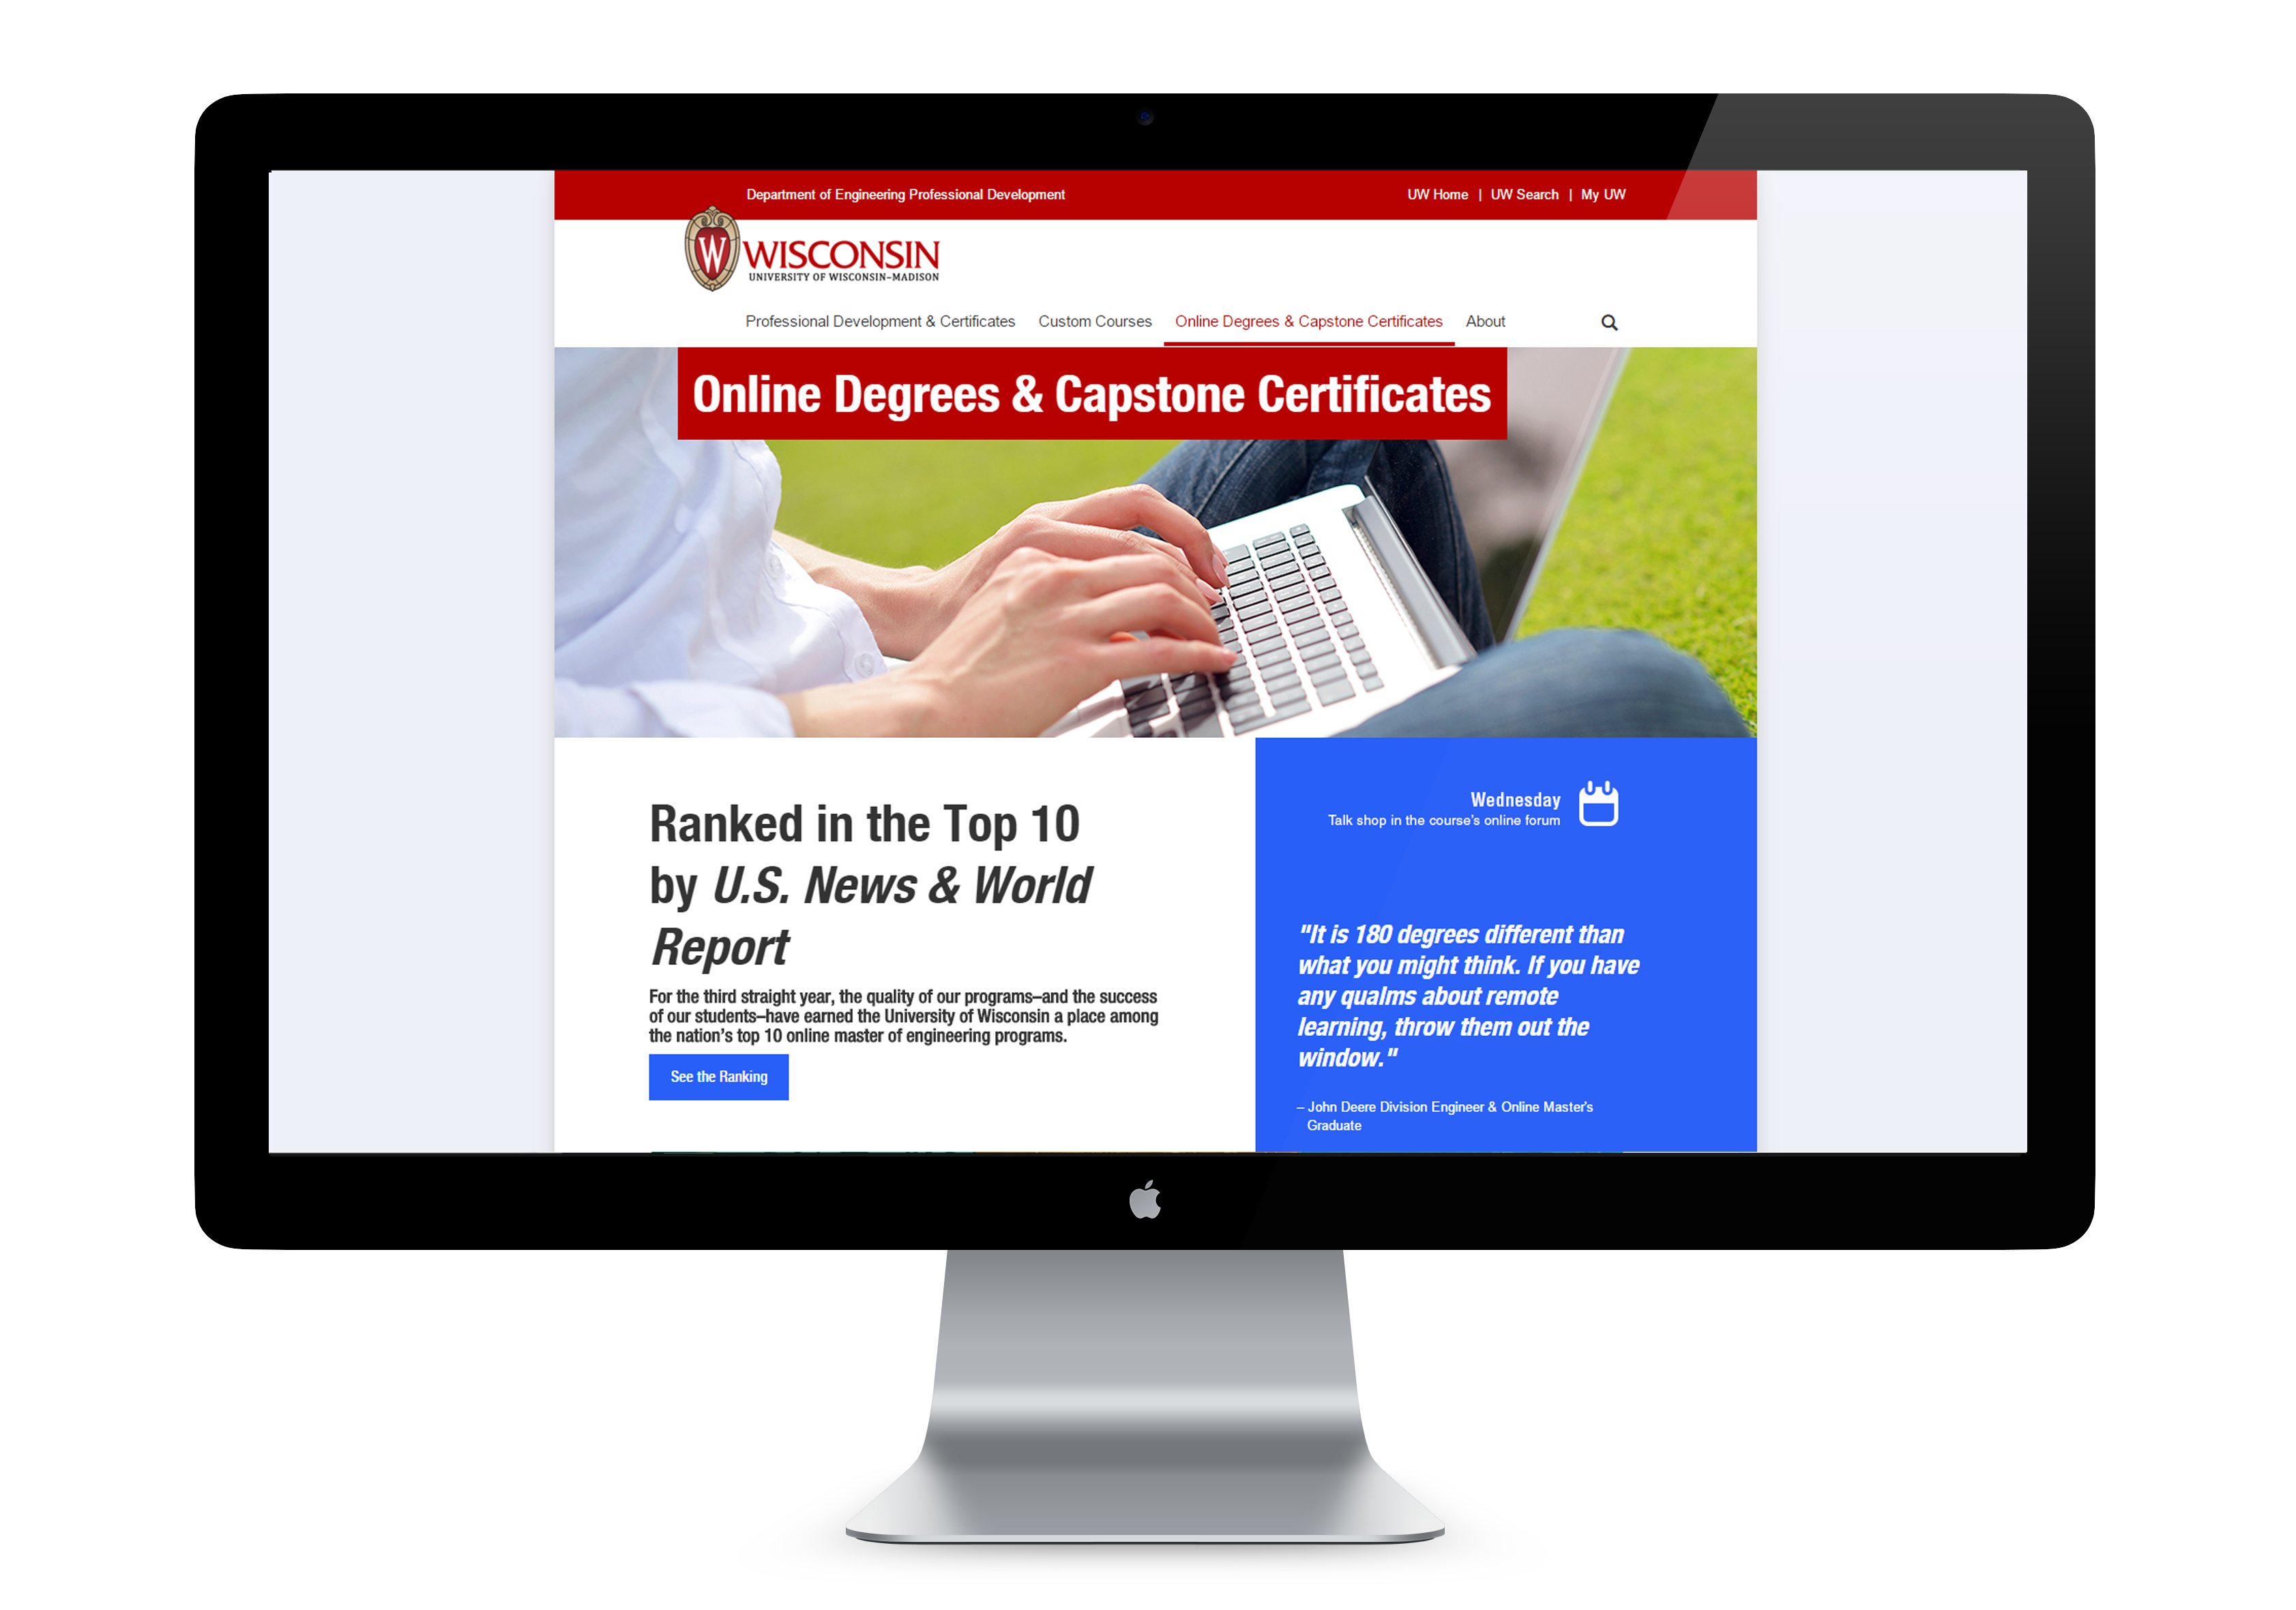 Department of Engineering Professional Development
UW Home | UW Search | My UW
W
WISCONSIN
UNIVERSITY OF WISCONSIN–MADISON
Professional Development & Certificates Custom Courses Online Degrees & Capstone Certificates About
Online Degrees & Capstone Certificates
Ranked in the Top 10
by U.S. News & World
Report
For the third straight year, the quality of our programs–and the success
of our students–have earned the University of Wisconsin a place among
the nation's top 10 online master of engineering programs.
See the Ranking
Wednesday
Talk shop in the course's online forum
"It is 180 degrees different than
what you might think. If you have
any qualms about remote
learning, throw them out the
window."
– John Deere Division Engineer & Online Master's
Graduate